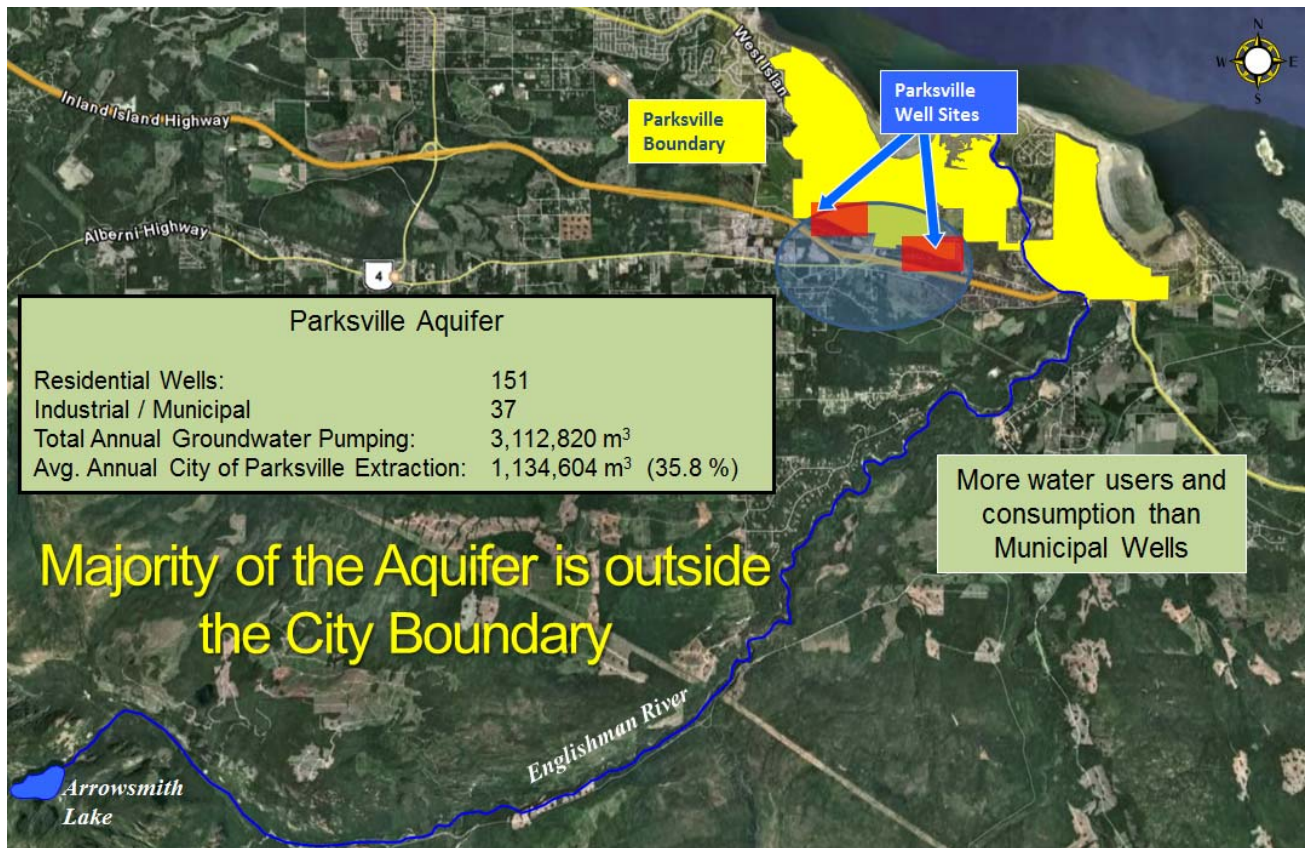 N
W E
S
West Islan
Inland Island Highway
Parksville
Boundary
Parksville
Well Sites
Alberni Highway
4
Parksville Aquifer
Residential Wells: 151
Industrial / Municipal 37
Total Annual Groundwater Pumping: 3,112,820 m³
Avg. Annual City of Parksville Extraction: 1,134,604 m³ (35.8 %)
More water users and
consumption than
Municipal Wells
Majority of the Aquifer is outside
the City Boundary
Englishman River
Arrowsmith
Lake